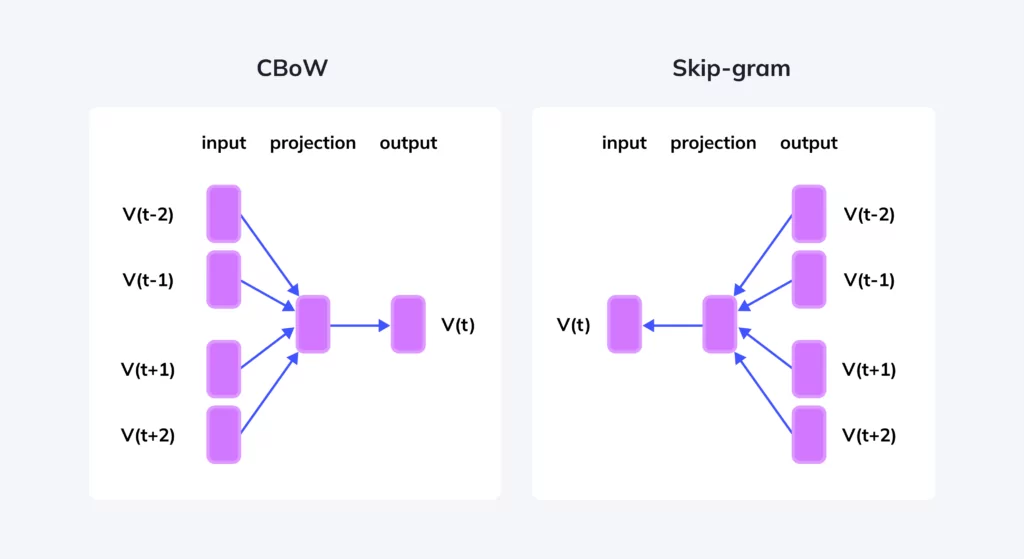 CBoW
input projection output
V(t-2)
V(t-1)
V(t)
V(t+1)
V(t+2)
Skip-gram
input projection output
V(t-2)
V(t-1)
V(t)
V(t+1)
V(t+2)